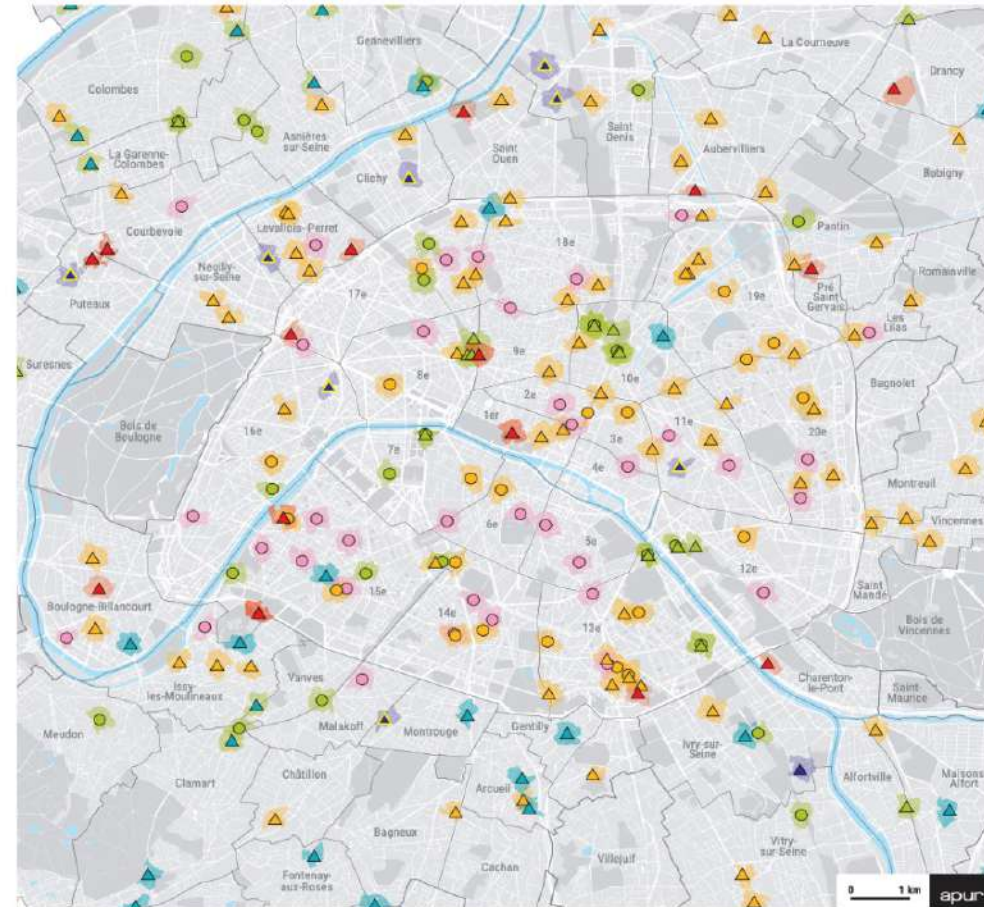 Gennevilliers
La Courneuve
Drancy
Colombes
Asnières
sur-Seine
Saint
Denis
Aubervilliers
La Garenne-
Colombes
Saint
Ouen
Bobigny
Clichy
Courbevoie
Levallois-Perret
Pantin
18e
Romainville
Neuilly
sur-Seine
Puteaux
17e
19e
Pré
Saint
Gervais
Les
Lilas
Suresnes
9e
10e
8e
Bagnolet
2e
Bois de
Boulogne
16e
1er
11e
20e
3e
7e
4e
Montreuil
6e
Vincennes
5e
12e
15e
Saint
Mandé
Boulogne-Billancourt
14e
13e
Bois de
Vincennes
Issy
les-Moulineaux
Vanves
Charenton-
le-Pont
Saint-
Maurice
Meudon
Malakoff
Montrouge
Gentilly
Ivry-sur-
Seine
Clamart
Châtillon
Arcueil
Alfortville
Maisons
Alfort
Bagneux
Vitry-
sur-Seine
Cachan
Villejuif
Fontenay-
aux-Roses
0 1 km
apur